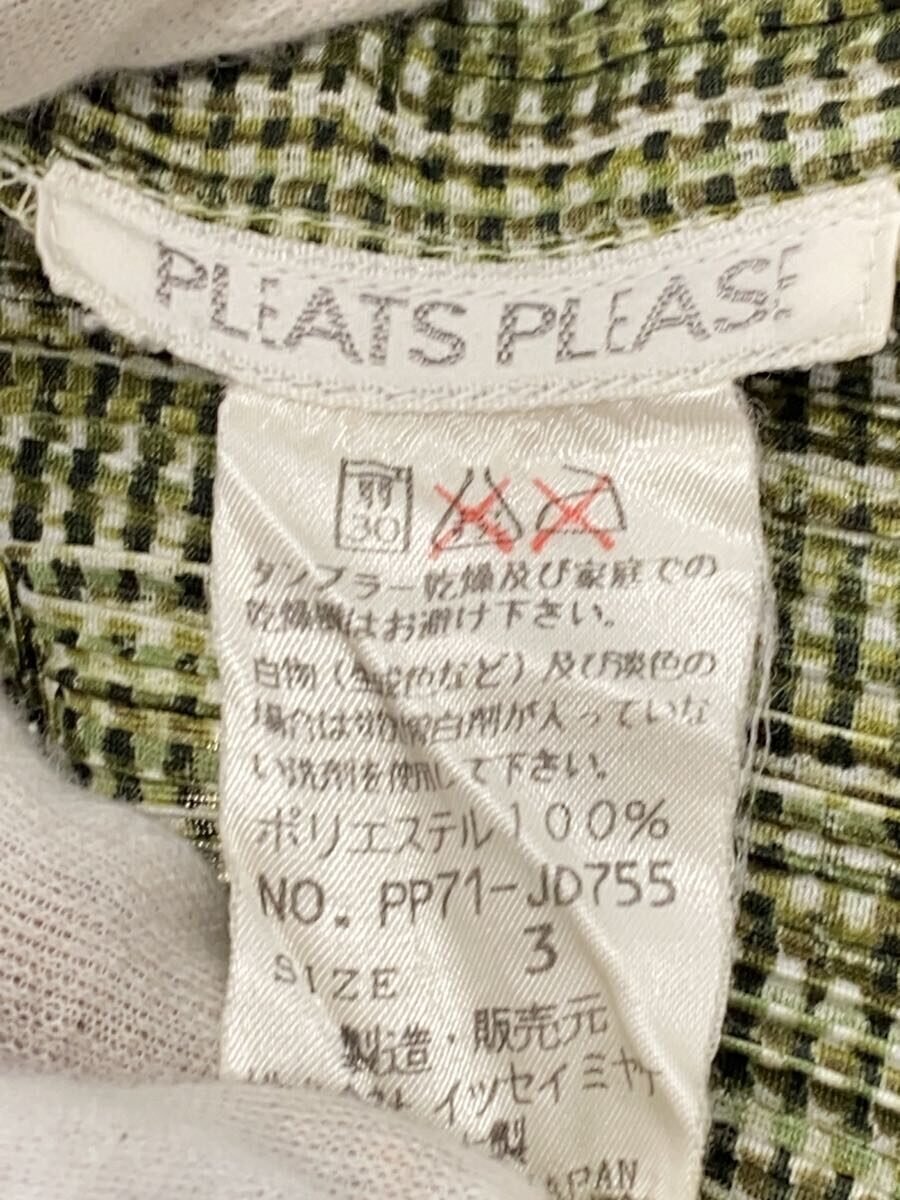 PLEATS PLEASE
弱
30
タンブラー乾燥及び家庭での
乾燥機はお避け下さい。
白物(生成色など)及び淡色の
場合は蛍光増白剤が入っていな
い洗剤を使用して下さい。
ポリエステル100%
NO. PP71-JD755
3
SIZE
製造・販売元
イッセイミヤケ
製
JAPAN